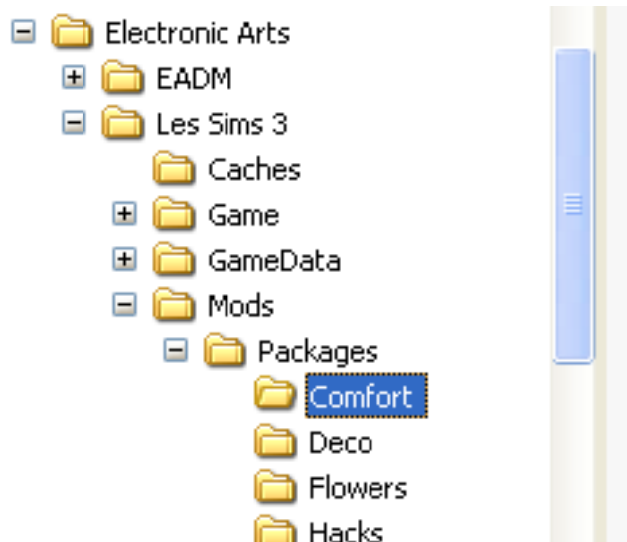 Electronic Arts
EADM
Les Sims 3
Caches
Game
GameData
Mods
Packages
Comfort
Deco
Flowers
Hacks